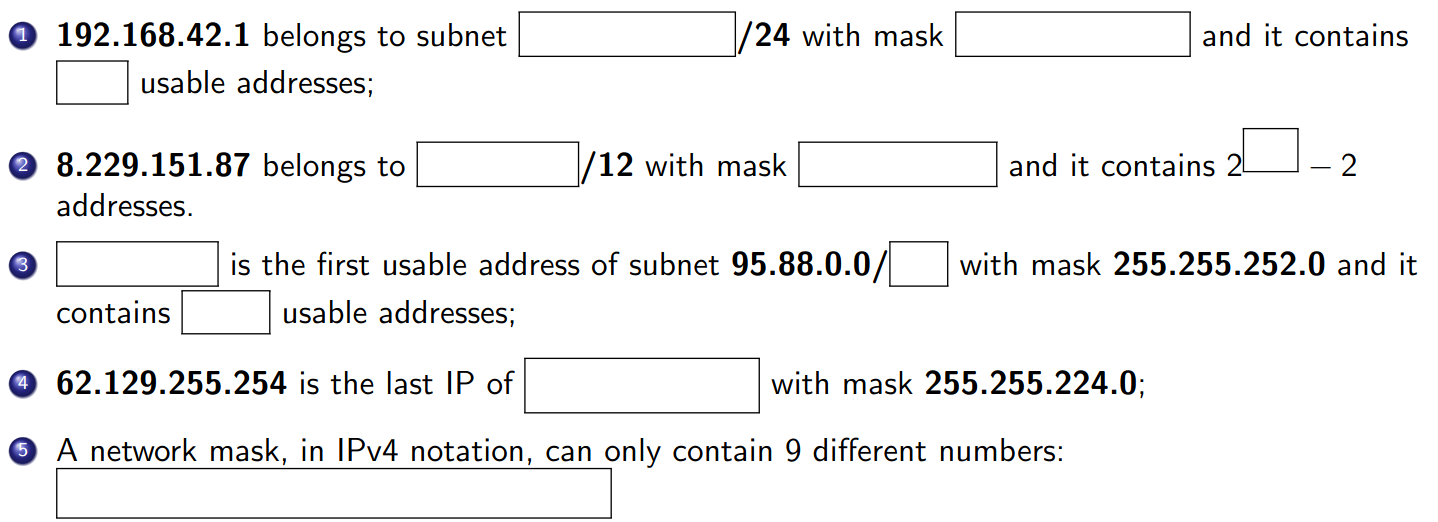 1 192.168.42.1 belongs to subnet /24 with mask and it contains
usable addresses;
2 8.229.151.87 belongs to /12 with mask and it contains 2 − 2
addresses.
3 is the first usable address of subnet 95.88.0.0/ with mask 255.255.252.0 and it
contains usable addresses;
4 62.129.255.254 is the last IP of with mask 255.255.224.0;
5 A network mask, in IPv4 notation, can only contain 9 different numbers: